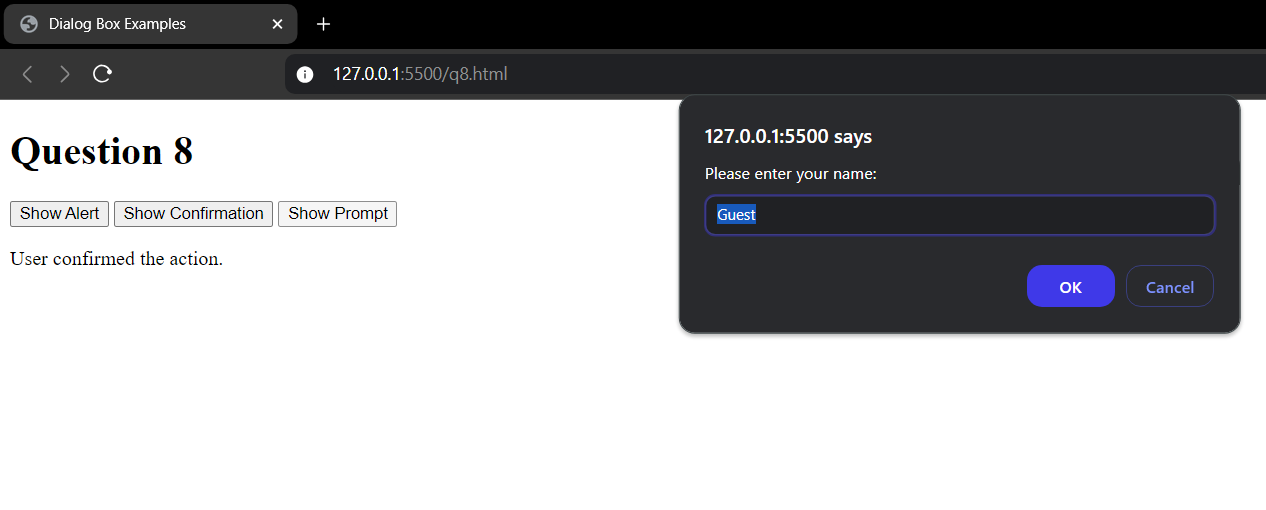 Dialog Box Examples
127.0.0.1:5500/q8.html
Question 8
Show Alert Show Confirmation Show Prompt
User confirmed the action.
127.0.0.1:5500 says
Please enter your name:
Guest
OK Cancel